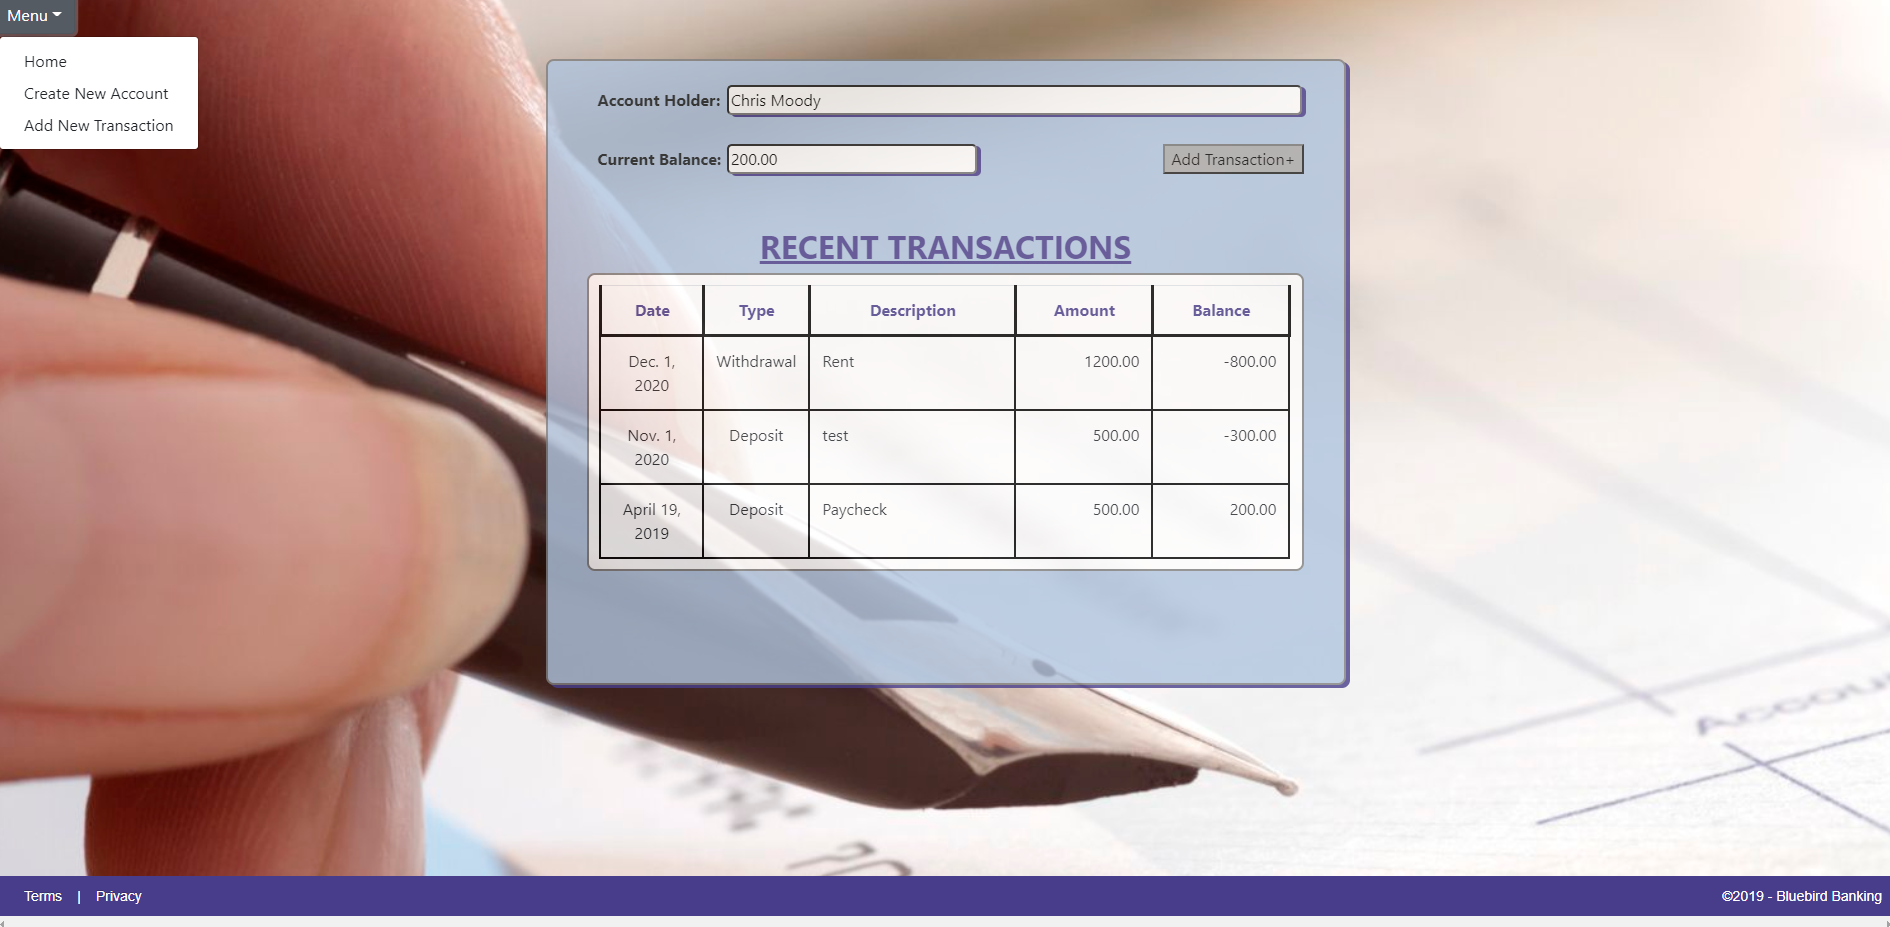 Menu
Home
Create New Account
Add New Transaction
Account Holder: Chris Moody
Current Balance: 200.00 Add Transaction+
RECENT TRANSACTIONS
Date Type Description Amount Balance
Dec. 1, 2020 Withdrawal Rent 1200.00 -800.00
Nov. 1, 2020 Deposit test 500.00 -300.00
April 19, 2019 Deposit Paycheck 500.00 200.00
Terms | Privacy ©2019 - Bluebird Banking